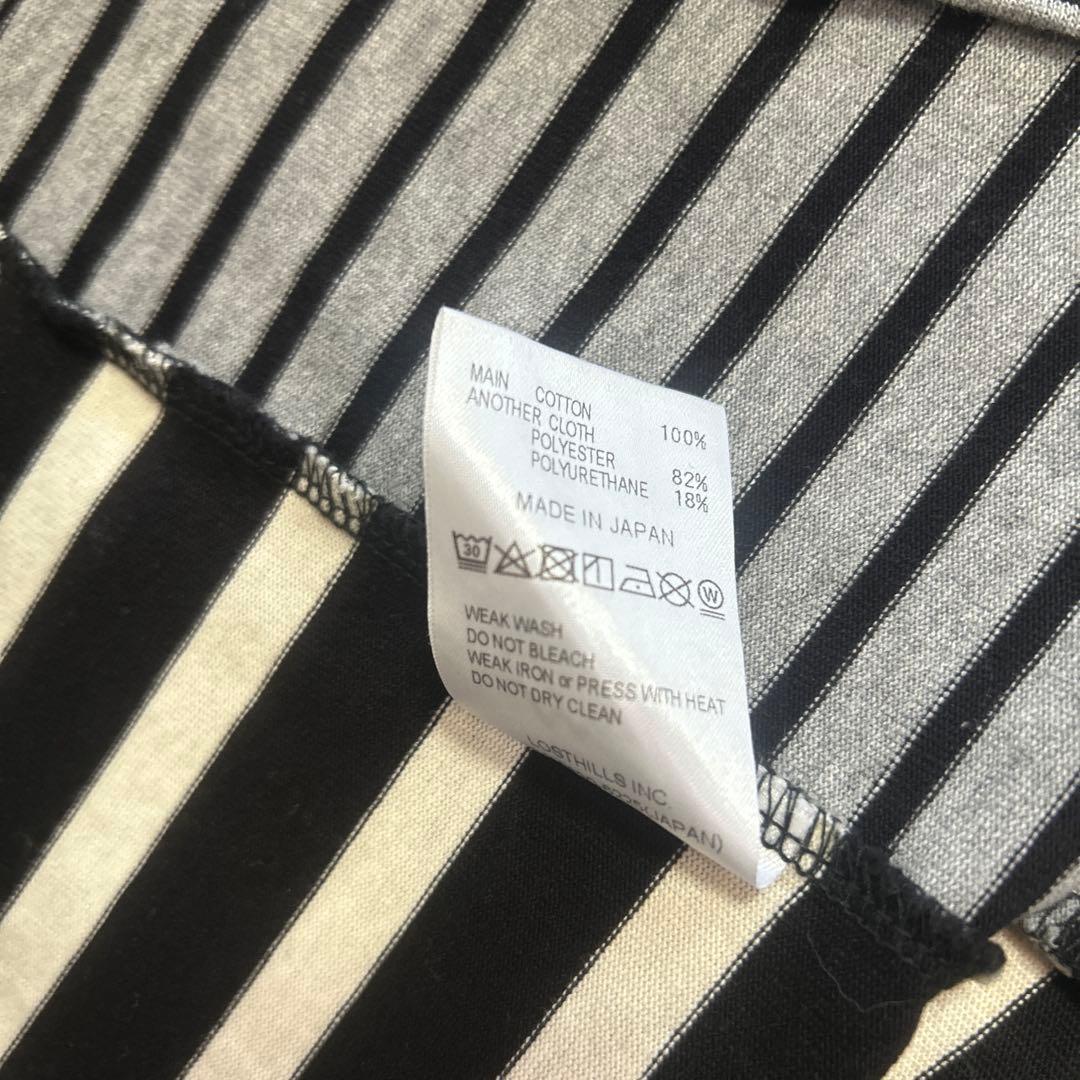 MAIN COTTON 100%
ANOTHER CLOTH
POLYESTER 82%
POLYURETHANE 18%
MADE IN JAPAN
30 W
WEAK WASH
DO NOT BLEACH
WEAK IRON or PRESS WITH HEAT
DO NOT DRY CLEAN
LOSTHILLS INC.
(JAPAN)